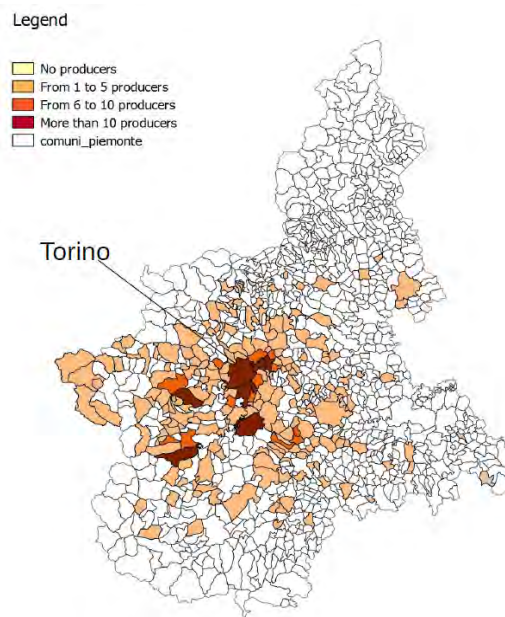 Legend
No producers
From 1 to 5 producers
From 6 to 10 producers
More than 10 producers
comuni_piemonte
Torino